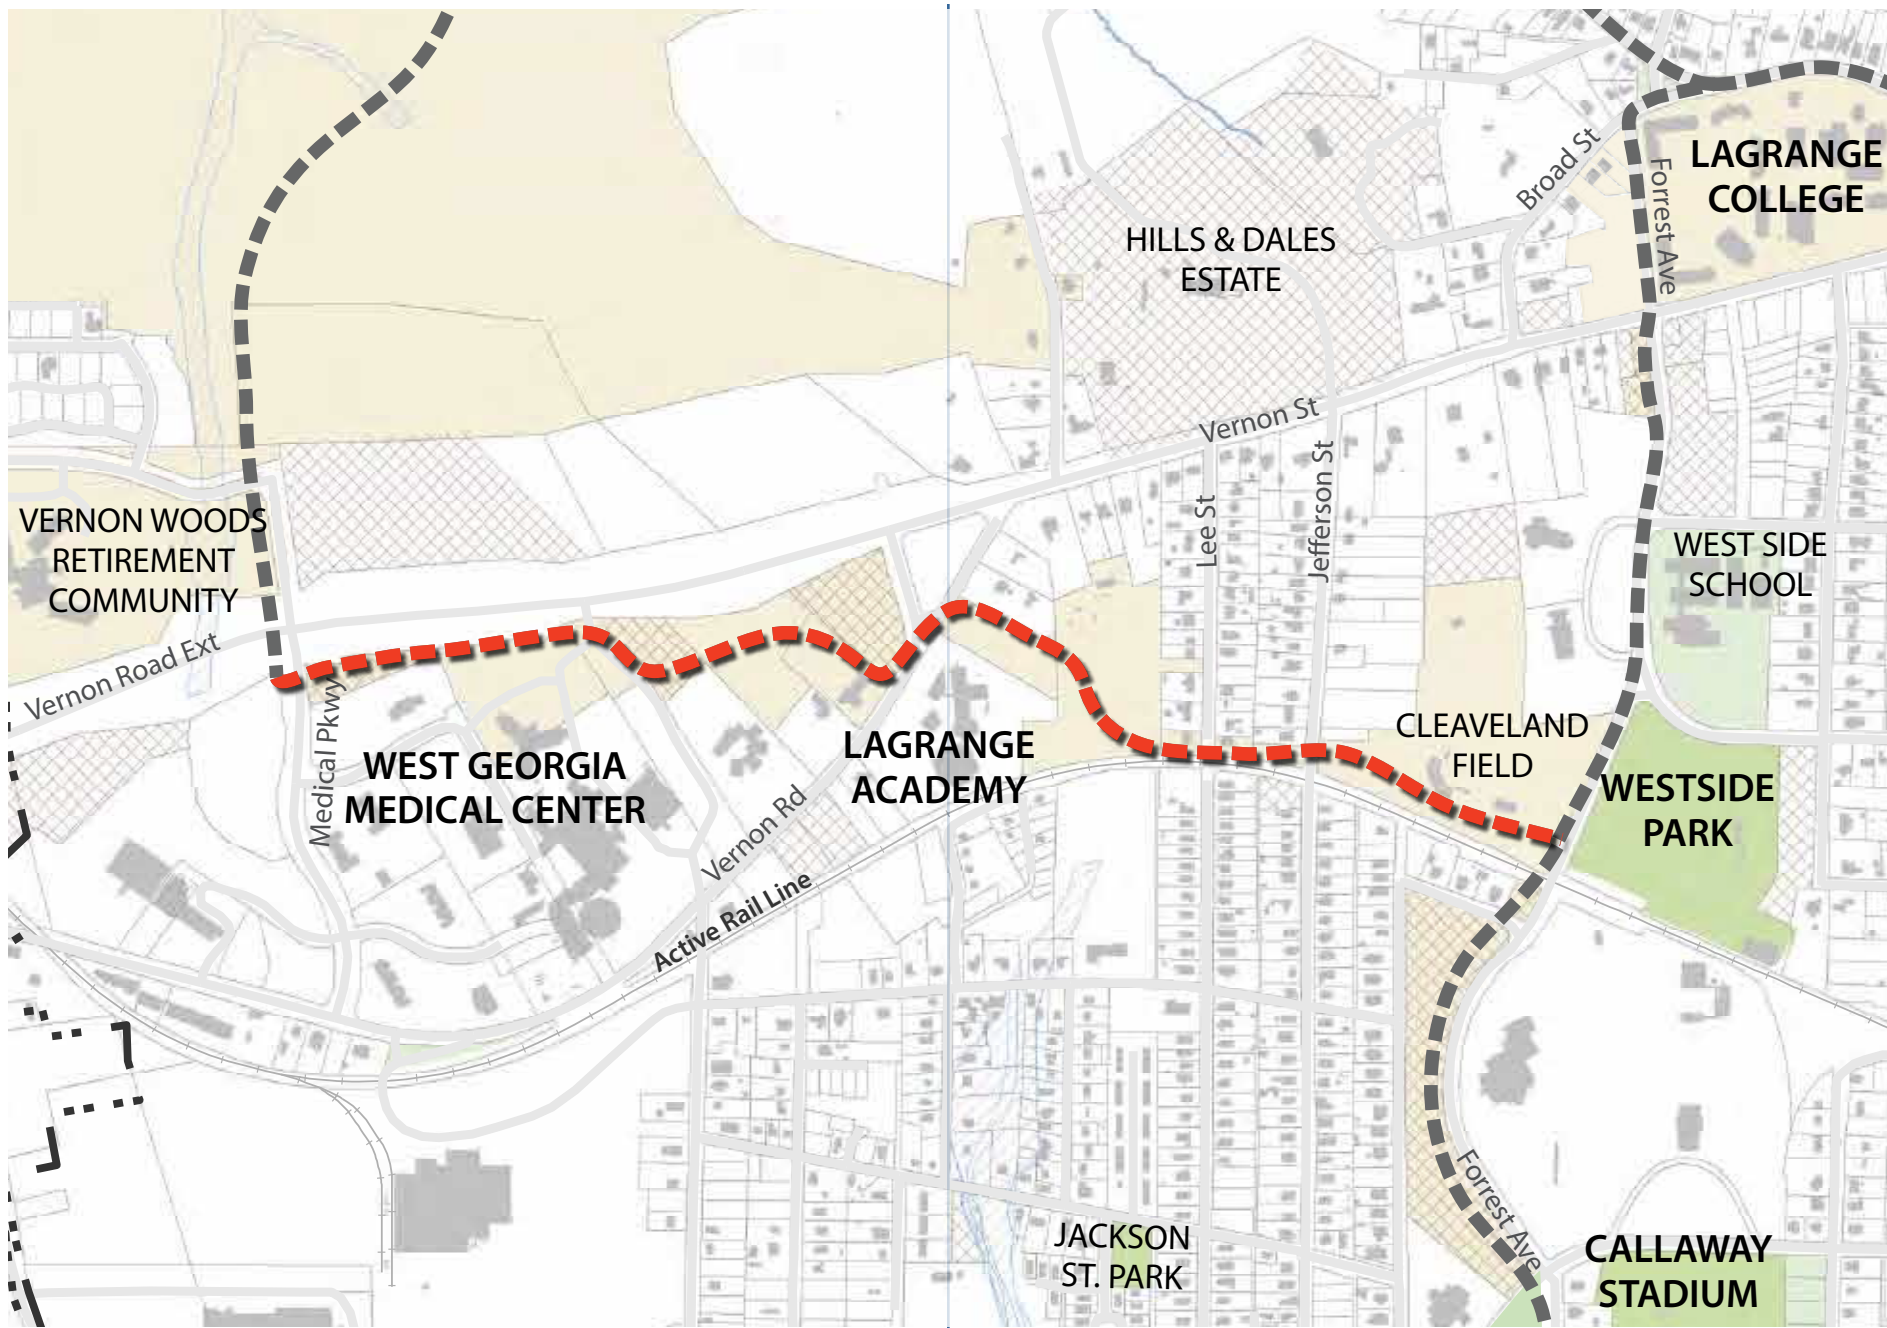 LAGRANGE
COLLEGE
Broad St
Forrest Ave
HILLS & DALES
ESTATE
Vernon St
Jefferson St
Lee St
VERNON WOODS
RETIREMENT
COMMUNITY
WEST SIDE
SCHOOL
Vernon Road Ext
Medical Pkwy
WEST GEORGIA
MEDICAL CENTER
LAGRANGE
ACADEMY
CLEAVELAND
FIELD
WESTSIDE
PARK
Vernon Rd
Active Rail Line
Forrest Ave
JACKSON
ST. PARK
CALLAWAY
STADIUM